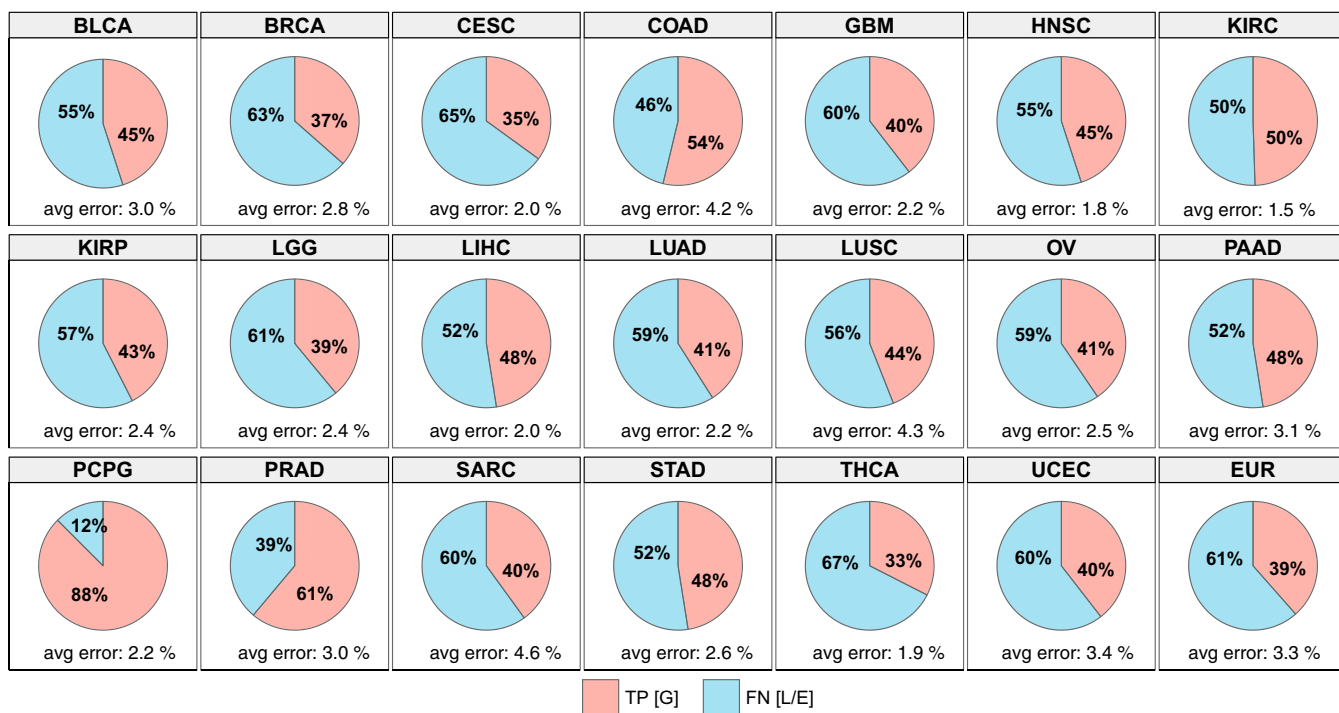 BLCA BRCA CESC COAD GBM HNSC KIRC
55% 45% 63% 37% 65% 35% 46% 54% 60% 40% 55% 45% 50% 50%
avg error: 3.0 % avg error: 2.8 % avg error: 2.0 % avg error: 4.2 % avg error: 2.2 % avg error: 1.8 % avg error: 1.5 %
KIRP LGG LIHC LUAD LUSC OV PAAD
57% 43% 61% 39% 52% 48% 59% 41% 56% 44% 59% 41% 52% 48%
avg error: 2.4 % avg error: 2.4 % avg error: 2.0 % avg error: 2.2 % avg error: 4.3 % avg error: 2.5 % avg error: 3.1 %
PCPG PRAD SARC STAD THCA UCEC EUR
12% 88% 39% 61% 60% 40% 52% 48% 67% 33% 60% 40% 61% 39%
avg error: 2.2 % avg error: 3.0 % avg error: 4.6 % avg error: 2.6 % avg error: 1.9 % avg error: 3.4 % avg error: 3.3 %
TP [G] FN [L/E]